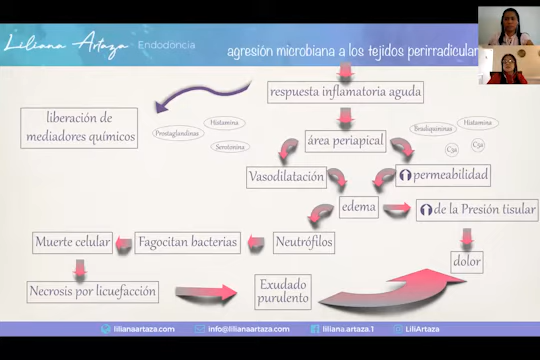 Liliana Artaza Endodoncia
agresión microbiana a los tejidos perirradicular
respuesta inflamatoria aguda
liberación de
mediadores químicos
Histamina
Prostaglandinas
Serotonina
área periapical
Bradiquininas
Histamina
C3a
C5a
Vasodilatación
permeabilidad
edema
de la Presión tisular
Muerte celular
Fagocitan bacterias
Neutrófilos
dolor
Necrosis por licuefacción
Exudado
purulento
lilianaartaza.com
info@lilianaartaza.com
liliana.artaza.1
LiliArtaza